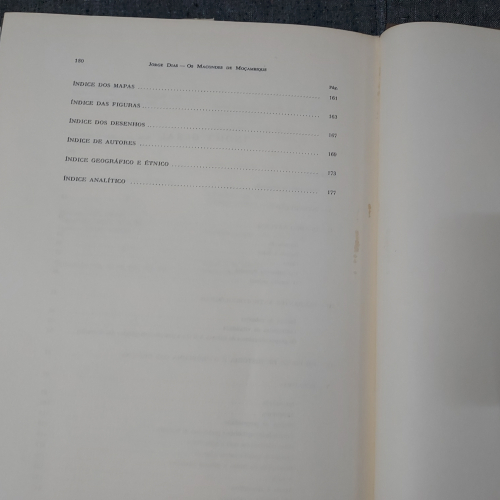 180 JORGE DIAS — OS MACONDES DE MOÇAMBIQUE
PÁG.
ÍNDICE DOS MAPAS 161
ÍNDICE DAS FIGURAS 163
ÍNDICE DOS DESENHOS 167
ÍNDICE DE AUTORES 169
ÍNDICE GEOGRÁFICO E ÉTNICO 173
ÍNDICE ANALÍTICO 177